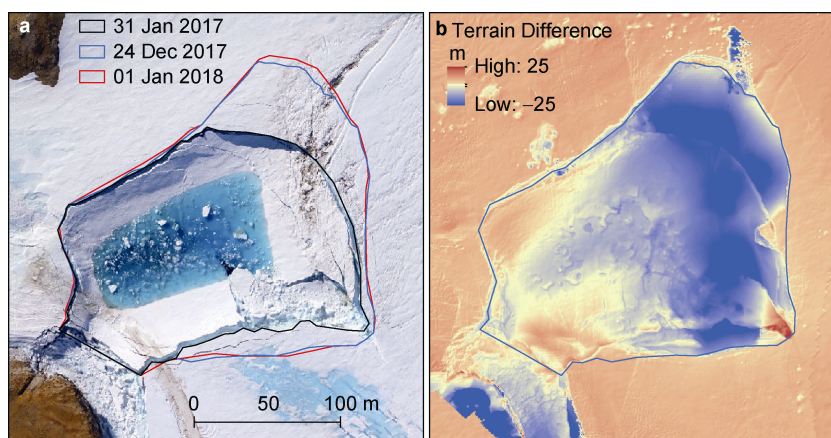 a
31 Jan 2017
24 Dec 2017
01 Jan 2018
0 50 100 m
b Terrain Difference
m
High: 25
Low: −25